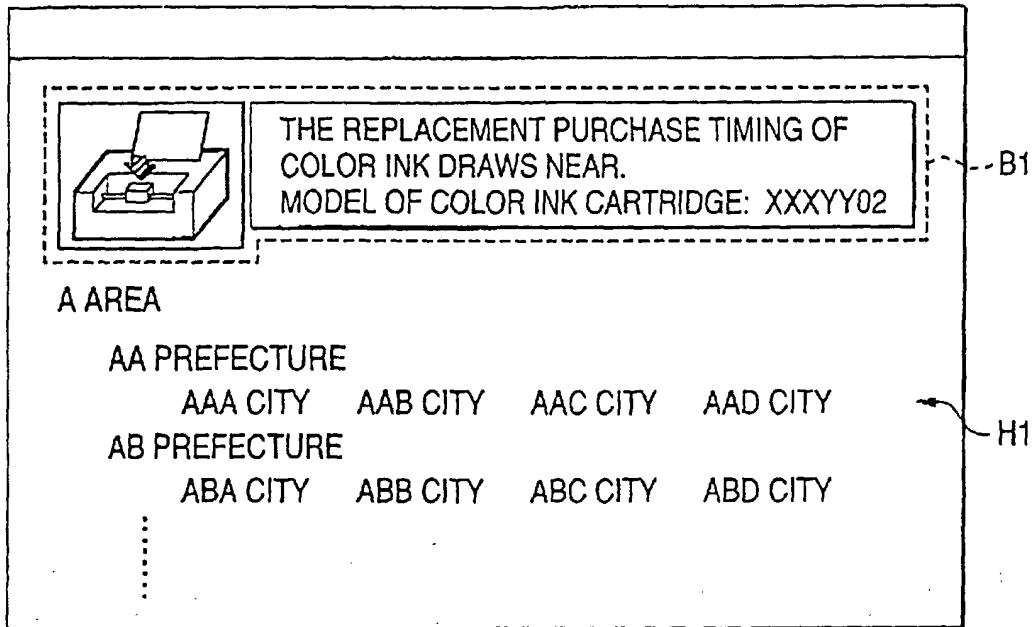 THE REPLACEMENT PURCHASE TIMING OF
COLOR INK DRAWS NEAR.
MODEL OF COLOR INK CARTRIDGE: XXXYY02
B1
A AREA
AA PREFECTURE
AAA CITY AAB CITY AAC CITY AAD CITY
H1
AB PREFECTURE
ABA CITY ABB CITY ABC CITY ABD CITY